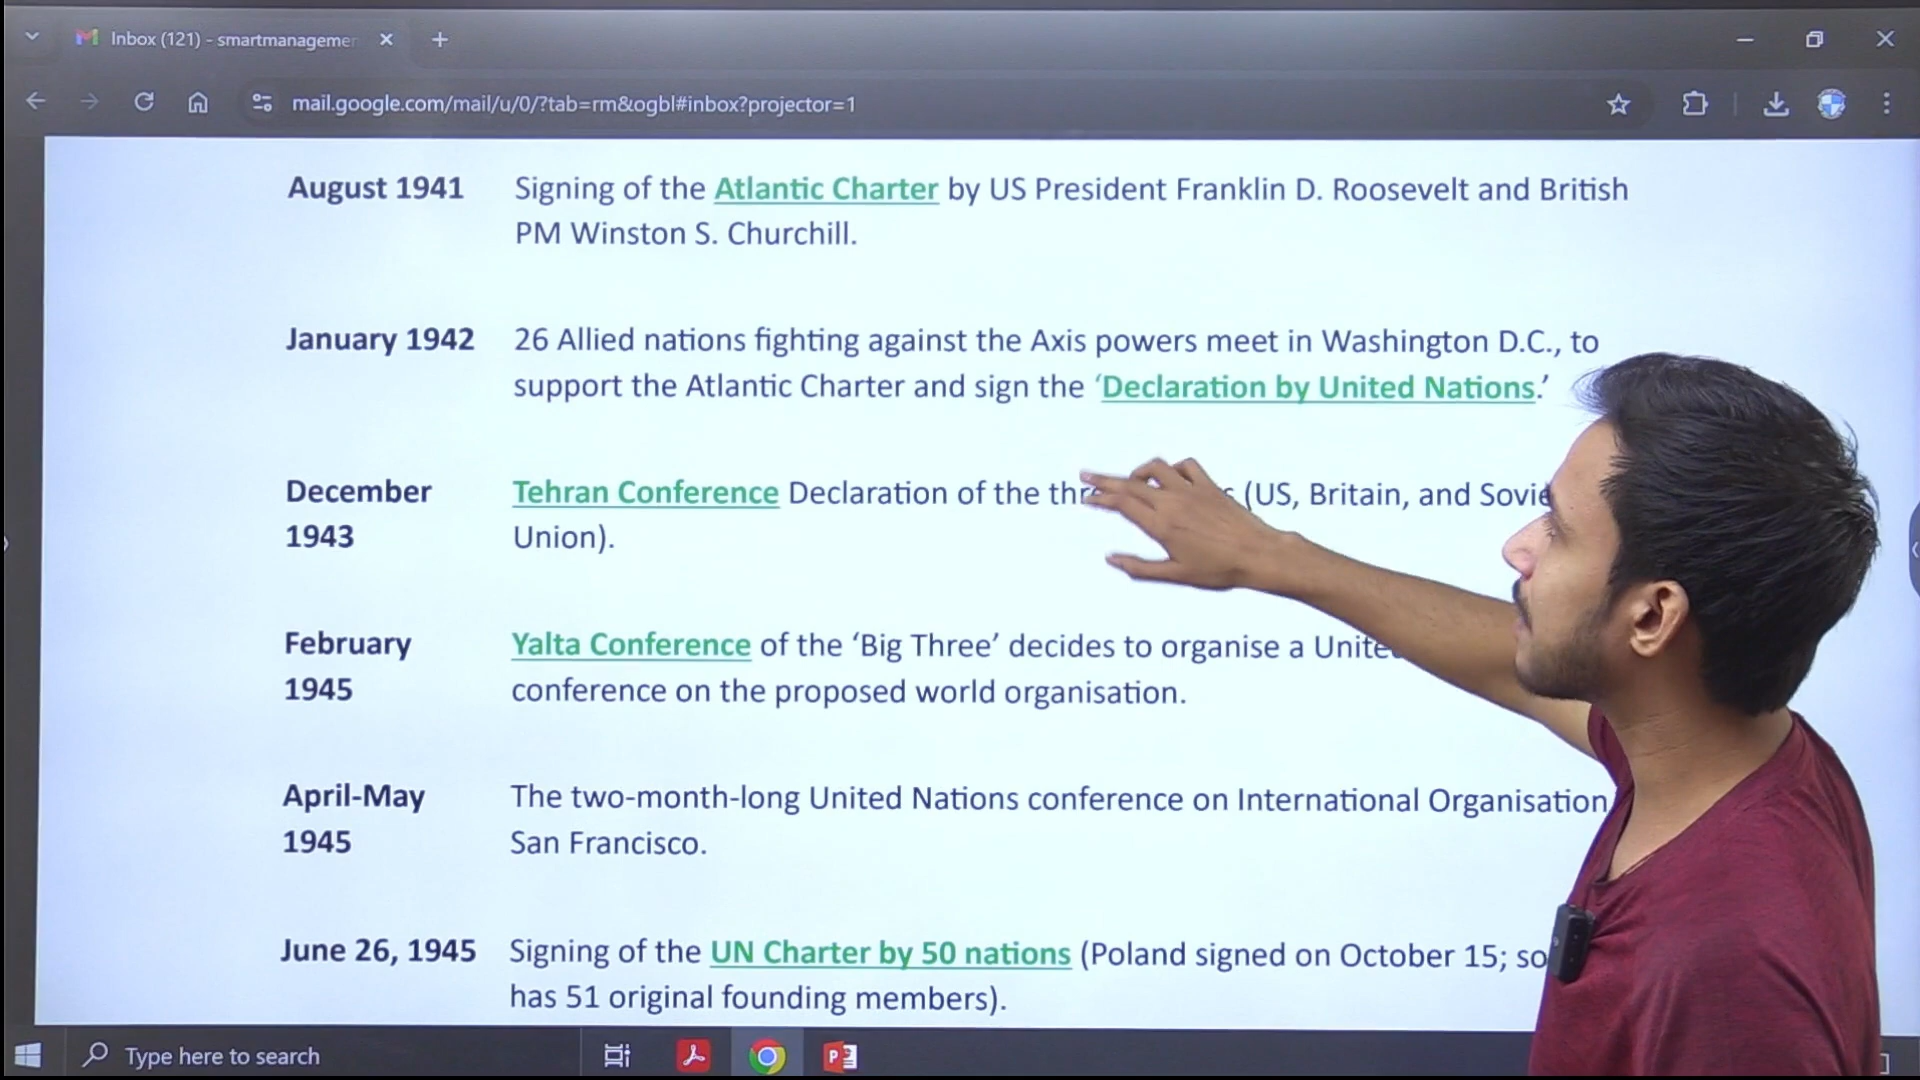 Inbox (121) - smartmanagemer
mail.google.com/mail/u/0/?tab=rm&ogbl#inbox?projector=1
August 1941 Signing of the Atlantic Charter by US President Franklin D. Roosevelt and British
PM Winston S. Churchill.
January 1942 26 Allied nations fighting against the Axis powers meet in Washington D.C., to
support the Atlantic Charter and sign the ‘Declaration by United Nations.’
December Tehran Conference Declaration of the (US, Britain, and
1943 Union).
February Yalta Conference of the ‘Big Three’ decides to organise a
1945 conference on the proposed world organisation.
April-May The two-month-long United Nations conference on International Organisation
1945 San Francisco.
June 26, 1945 Signing of the UN Charter by 50 nations (Poland signed on October 15; so
has 51 original founding members).
Type here to search